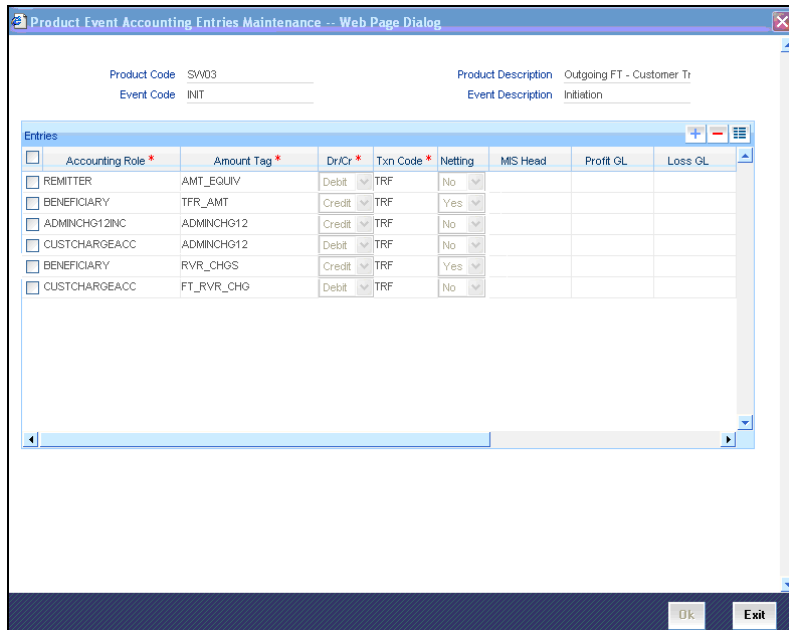 Product Event Accounting Entries Maintenance -- Web Page Dialog
Product Code SW03 Product Description Outgoing FT - Customer Tr
Event Code INIT Event Description Initiation
Entries
Accounting Role * Amount Tag * Dr/Cr * Txn Code * Netting MIS Head Profit GL Loss GL
REMITTER AMT_EQUIV Debit TRF No
BENEFICIARY TFR_AMT Credit TRF Yes
ADMINCHG12INC ADMINCHG12 Credit TRF No
CUSTCHARGEACC ADMINCHG12 Debit TRF No
BENEFICIARY RVR_CHGS Credit TRF Yes
CUSTCHARGEACC FT_RVR_CHG Debit TRF No
Ok Exit